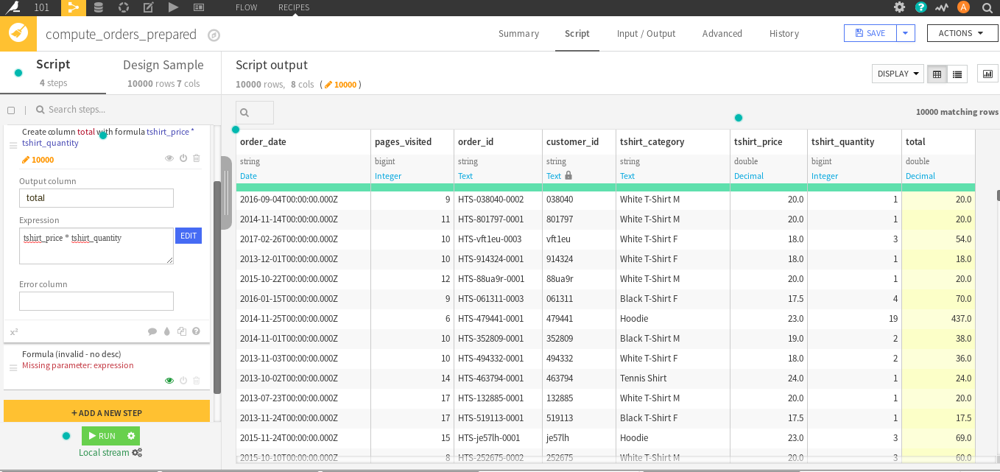 101 FLOW RECIPES A
compute_orders_prepared Summary Script Input / Output Advanced History SAVE ACTIONS
Script Design Sample
4 steps 10000 rows 7 cols
Script output
10000 rows, 8 cols ( 10000 )
DISPLAY
Search steps...
10000 matching rows
Create column total with formula tshirt_price *
tshirt_quantity
10000
Output column
total
Expression
tshirt_price * tshirt_quantity
EDIT
Error column
x²
Formula (invalid - no desc)
Missing parameter: expression
+ ADD A NEW STEP
RUN
Local stream
order_date pages_visited order_id customer_id tshirt_category tshirt_price tshirt_quantity total
string bigint string string string double bigint double
Date Integer Text Text Text Decimal Integer Decimal
2016-09-04T00:00:00.000Z 9 HTS-038040-0002 038040 White T-Shirt M 20.0 1 20.0
2014-11-14T00:00:00.000Z 11 HTS-801797-0001 801797 White T-Shirt M 20.0 1 20.0
2017-02-26T00:00:00.000Z 10 HTS-vft1eu-0003 vft1eu White T-Shirt F 18.0 3 54.0
2013-12-01T00:00:00.000Z 10 HTS-914324-0001 914324 White T-Shirt F 18.0 1 18.0
2015-10-22T00:00:00.000Z 12 HTS-88ua9r-0001 88ua9r White T-Shirt M 20.0 1 20.0
2016-01-15T00:00:00.000Z 9 HTS-061311-0003 061311 Black T-Shirt F 17.5 4 70.0
2014-11-25T00:00:00.000Z 6 HTS-479441-0001 479441 Hoodie 23.0 19 437.0
2014-11-01T00:00:00.000Z 10 HTS-352809-0001 352809 Black T-Shirt M 19.0 2 38.0
2013-11-03T00:00:00.000Z 10 HTS-494332-0001 494332 White T-Shirt F 18.0 2 36.0
2013-10-02T00:00:00.000Z 14 HTS-463794-0001 463794 Tennis Shirt 24.0 1 24.0
2013-07-23T00:00:00.000Z 17 HTS-132885-0001 132885 White T-Shirt M 20.0 1 20.0
2013-11-24T00:00:00.000Z 17 HTS-519113-0001 519113 Black T-Shirt F 17.5 1 17.5
2015-11-24T00:00:00.000Z 15 HTS-je57lh-0001 je57lh Hoodie 23.0 3 69.0
2015-10-10T00:00:00.000Z 8 HTS-252675-0002 252675 White T-Shirt M 20.0 3 60.0